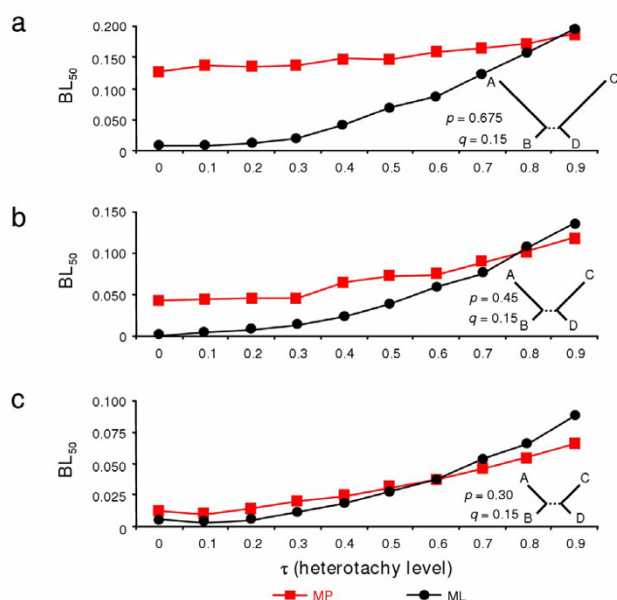 a
BL50
0.200
0.150
0.100
0.050
0
0 0.1 0.2 0.3 0.4 0.5 0.6 0.7 0.8 0.9
A C
p = 0.675
q = 0.15
B D
b
BL50
0.150
0.100
0.050
0
0 0.1 0.2 0.3 0.4 0.5 0.6 0.7 0.8 0.9
A C
p = 0.45
q = 0.15
B D
c
BL50
0.100
0.075
0.050
0.025
0
0 0.1 0.2 0.3 0.4 0.5 0.6 0.7 0.8 0.9
A C
p = 0.30
q = 0.15
B D
τ (heterotachy level)
MP ML